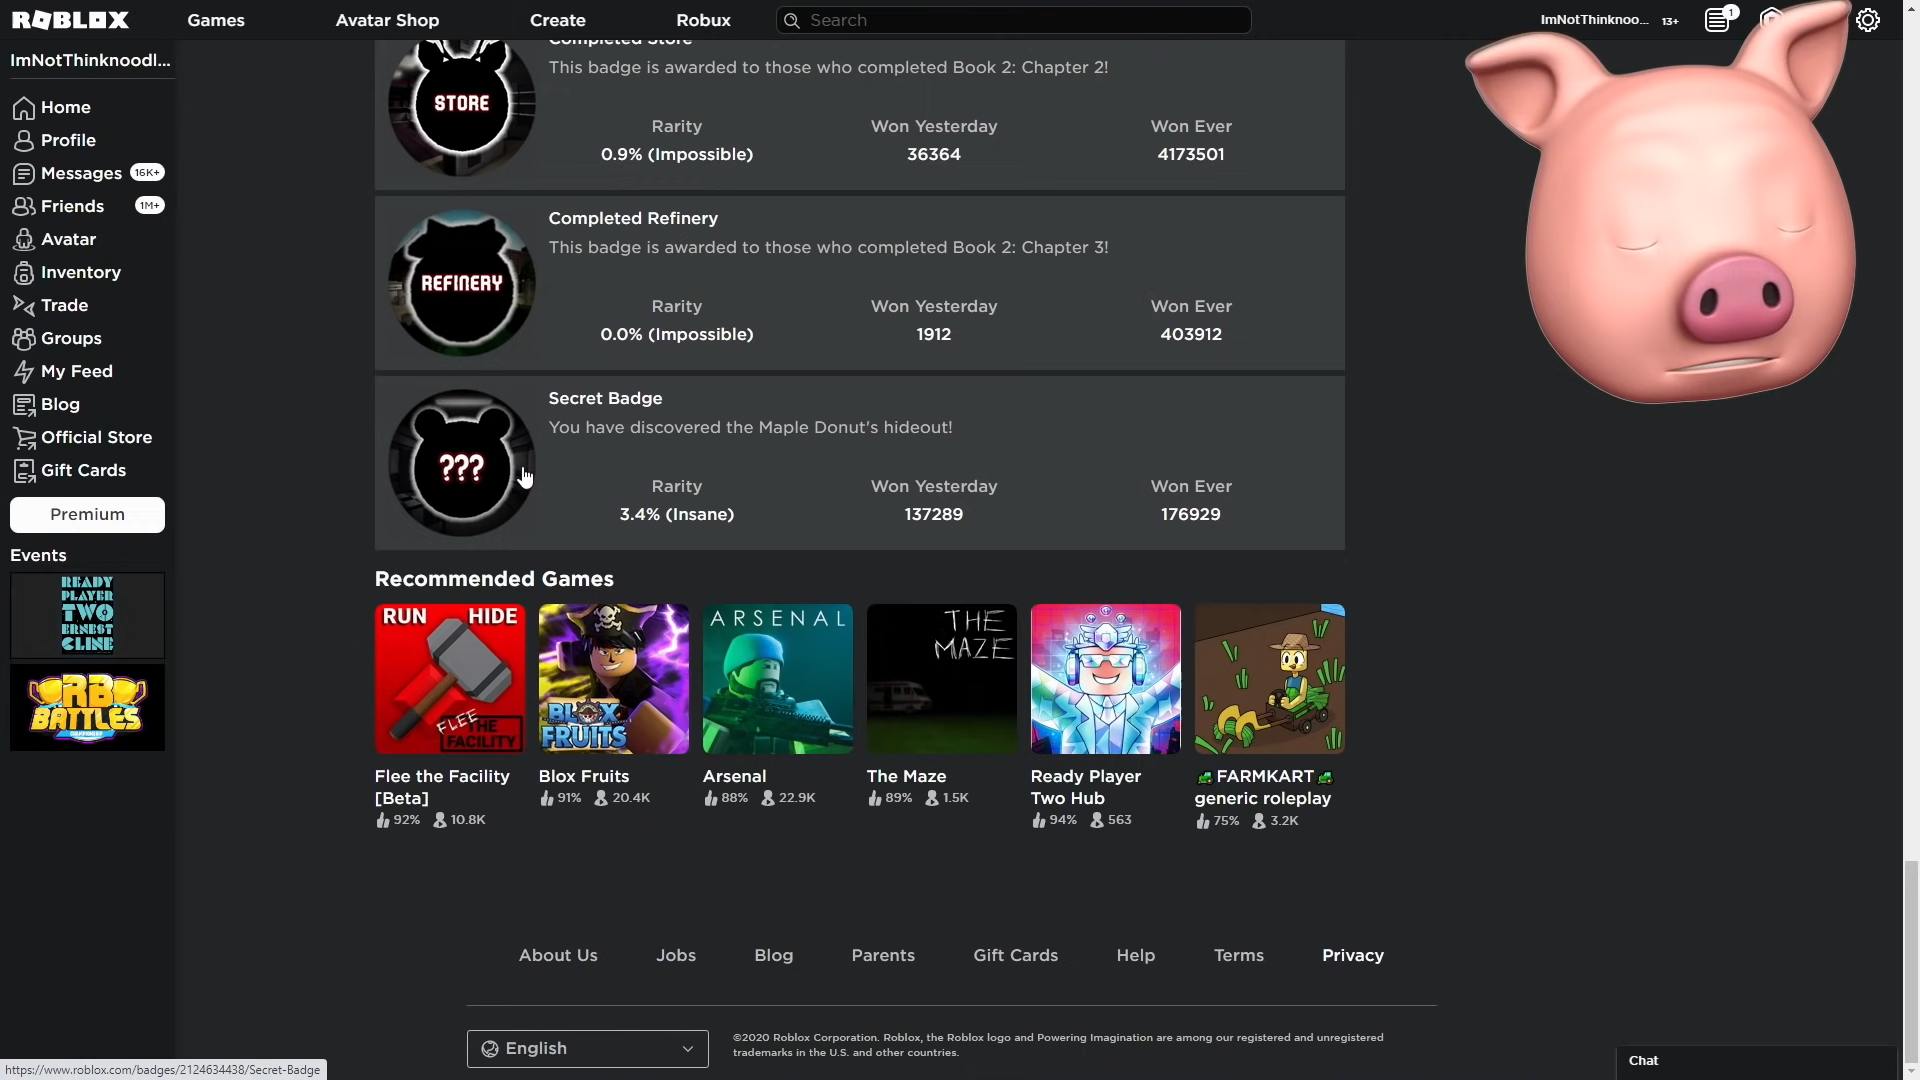 ROBLOX
Games
Avatar Shop
Create
Robux
Search
ImNotThinknoo...
13+
1
ImNotThinknoodl...
Home
Profile
Messages 16K+
Friends 1M+
Avatar
Inventory
Trade
Groups
My Feed
Blog
Official Store
Gift Cards
Premium
Events
READY
PLAYER
TWO
ERNEST
CLINE
RB
BATTLES
Completed Store
This badge is awarded to those who completed Book 2: Chapter 2!
STORE
Rarity Won Yesterday Won Ever
0.9% (Impossible) 36364 4173501
Completed Refinery
This badge is awarded to those who completed Book 2: Chapter 3!
REFINERY
Rarity Won Yesterday Won Ever
0.0% (Impossible) 1912 403912
Secret Badge
You have discovered the Maple Donut's hideout!
???
Rarity Won Yesterday Won Ever
3.4% (Insane) 137289 176929
Recommended Games
RUN HIDE
FLEE THE
FACILITY
BLOX
FRUITS
ARSENAL
THE
MAZE
Flee the Facility
[Beta]
92% 10.8K
Blox Fruits
91% 20.4K
Arsenal
88% 22.9K
The Maze
89% 1.5K
Ready Player
Two Hub
94% 563
FARMKART
generic roleplay
75% 3.2K
About Us Jobs Blog Parents Gift Cards Help Terms Privacy
English
©2020 Roblox Corporation. Roblox, the Roblox logo and Powering Imagination are among our registered and unregistered
trademarks in the U.S. and other countries.
Chat
https://www.roblox.com/badges/2124634438/Secret-Badge